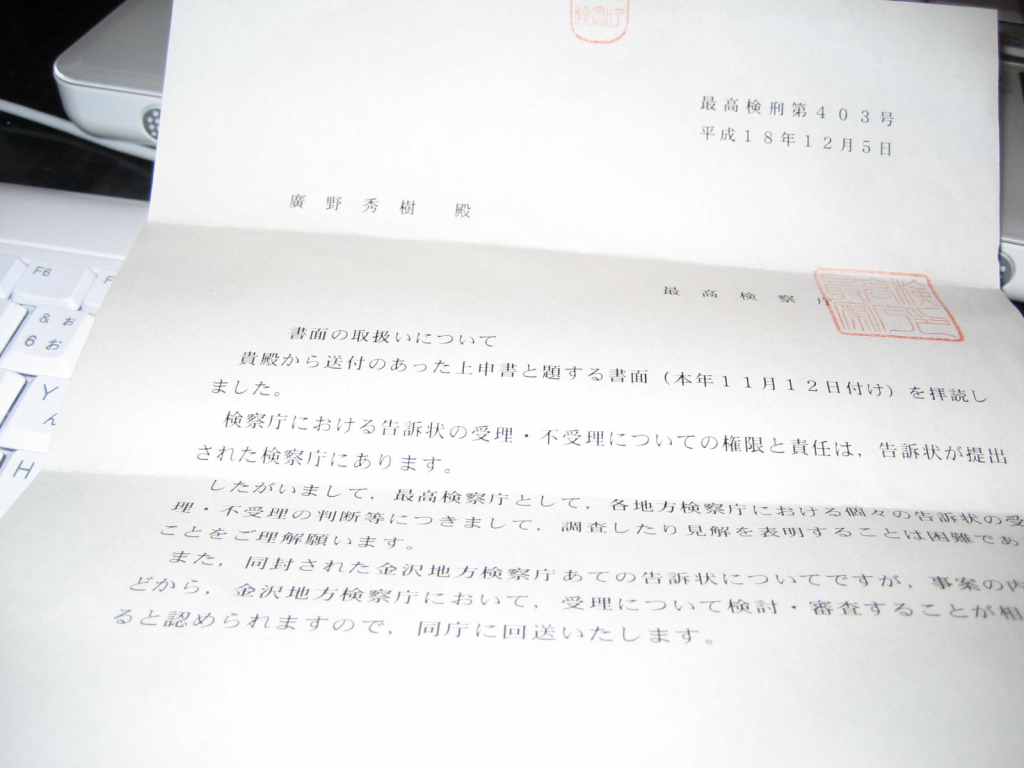 最高検刑第４０３号
平成１８年１２月５日
廣野秀樹 殿
最高検察庁
書面の取扱いについて
貴殿から送付のあった上申書と題する書面（本年１１月１２日付け）を拝読し
ました。
検察庁における告訴状の受理・不受理についての権限と責任は，告訴状が提出
された検察庁にあります。
したがいまして，最高検察庁として，各地方検察庁における個々の告訴状の受
理・不受理の判断等につきまして，調査したり見解を表明することは困難であ
ことをご理解願います。
また，同封された金沢地方検察庁あての告訴状についてですが，事案の内
どから，金沢地方検察庁において，受理について検討・審査することが相
ると認められますので，同庁に回送いたします。
F6
F
& ぉ
6 お
Y
ん
H